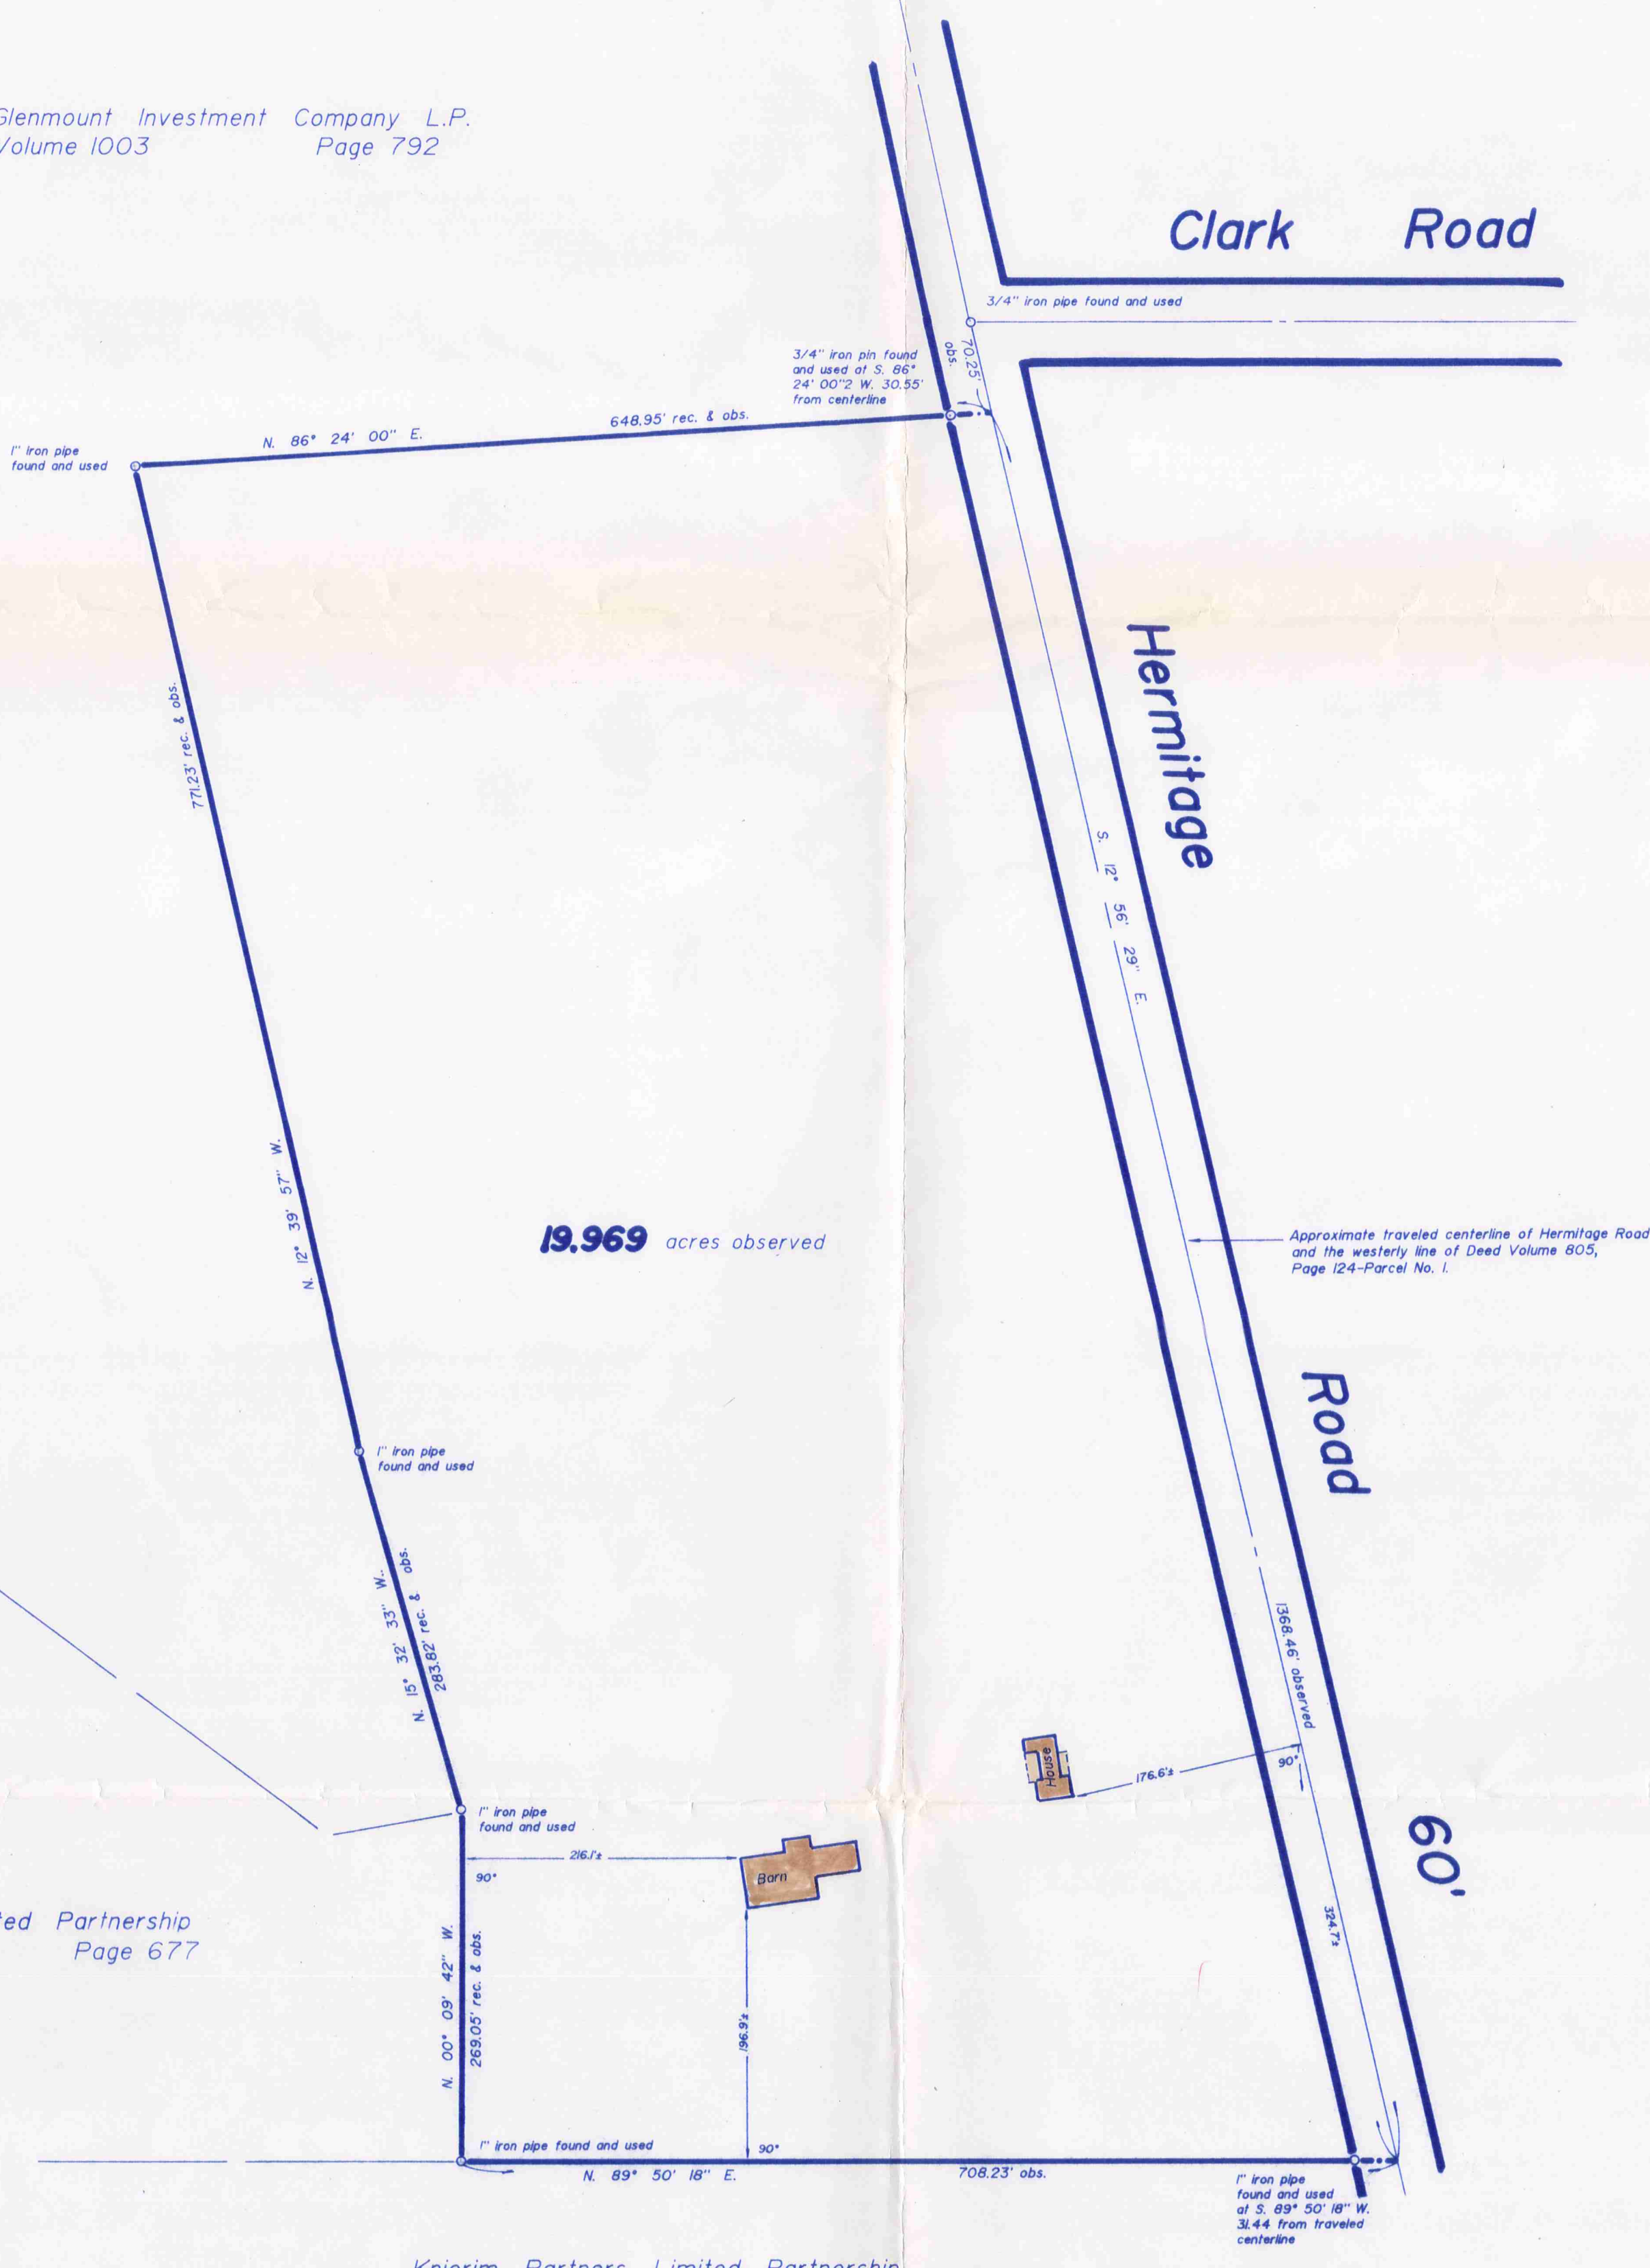 Glenmount Investment Company L.P.
Volume 1003 Page 792
Clark Road
3/4" iron pipe found and used
70.25'
obs.
3/4" iron pin found
and used at S. 86°
24' 00"2 W. 30.55'
from centerline
648.95' rec. & obs.
N. 86° 24' 00" E.
1" iron pipe
found and used
Hermitage
771.23' rec. & obs.
S. 12° 56' 29" E.
N. 12° 39' 57" W.
19.969 acres observed
Approximate traveled centerline of Hermitage Road
and the westerly line of Deed Volume 805,
Page 124-Parcel No. 1.
Road
1" iron pipe
found and used
N. 15° 32' 33" W.
283.82' rec. & obs.
1368.46' observed
House
176.6'±
90°
1" iron pipe
found and used
216.1'±
90°
Barn
60'
324.7'±
ted Partnership
Page 677
N. 00° 09' 42" W.
269.05' rec. & obs.
196.9'±
1" iron pipe found and used
90°
N. 89° 50' 18" E.
708.23' obs.
1" iron pipe
found and used
at S. 89° 50' 18" W.
31.44 from traveled
centerline
Knierim Partners Limited Partnership